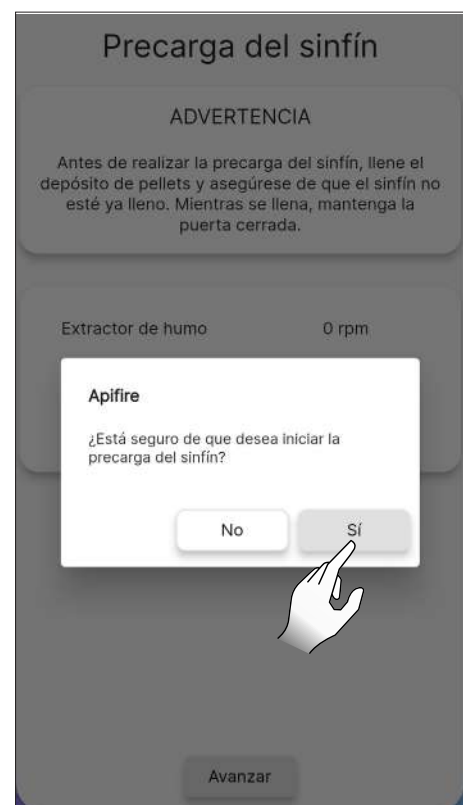 Precarga del sinfín
ADVERTENCIA
Antes de realizar la precarga del sinfín, llene el
depósito de pellets y asegúrese de que el sinfín no
esté ya lleno. Mientras se llena, mantenga la
puerta cerrada.
Extractor de humo 0 rpm
Apifire
¿Está seguro de que desea iniciar la
precarga del sinfín?
No Sí
Avanzar